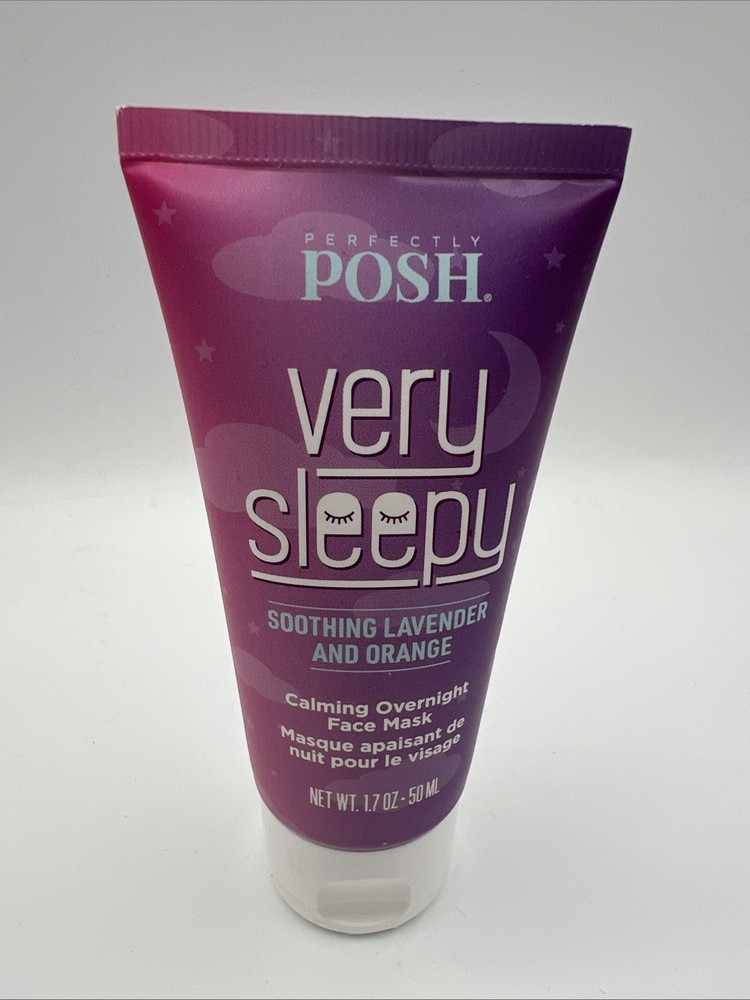 PERFECTLY
POSH®
very
sleepy
SOOTHING LAVENDER
AND ORANGE
Calming Overnight
Face Mask
Masque apaisant de
nuit pour le visage
NET WT. 1.7 OZ - 50 ML